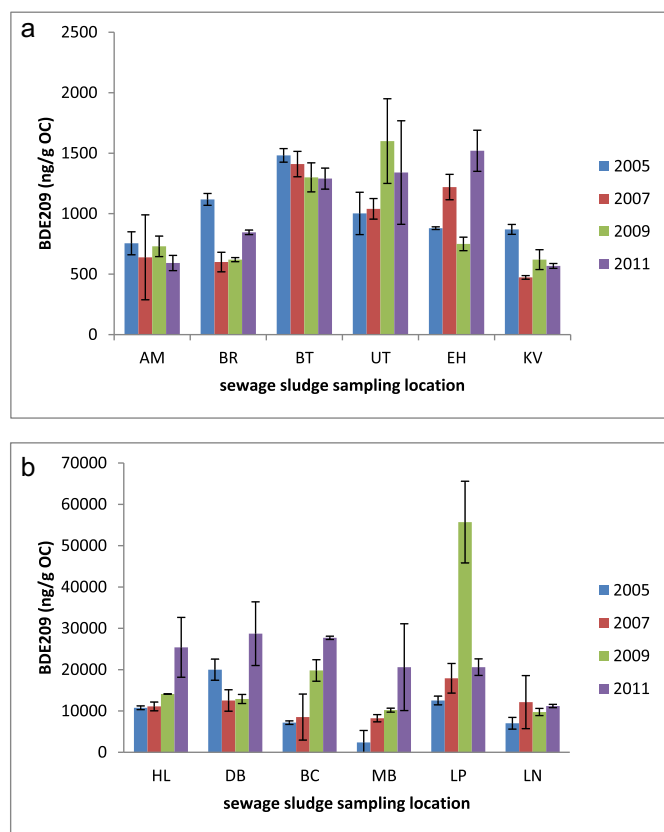 a
2500
2000
1500
1000
500
0
BDE209 (ng/g OC)
AM BR BT UT EH KV
sewage sludge sampling location
2005
2007
2009
2011
b
70000
60000
50000
40000
30000
20000
10000
0
BDE209 (ng/g OC)
HL DB BC MB LP LN
sewage sludge sampling location
2005
2007
2009
2011